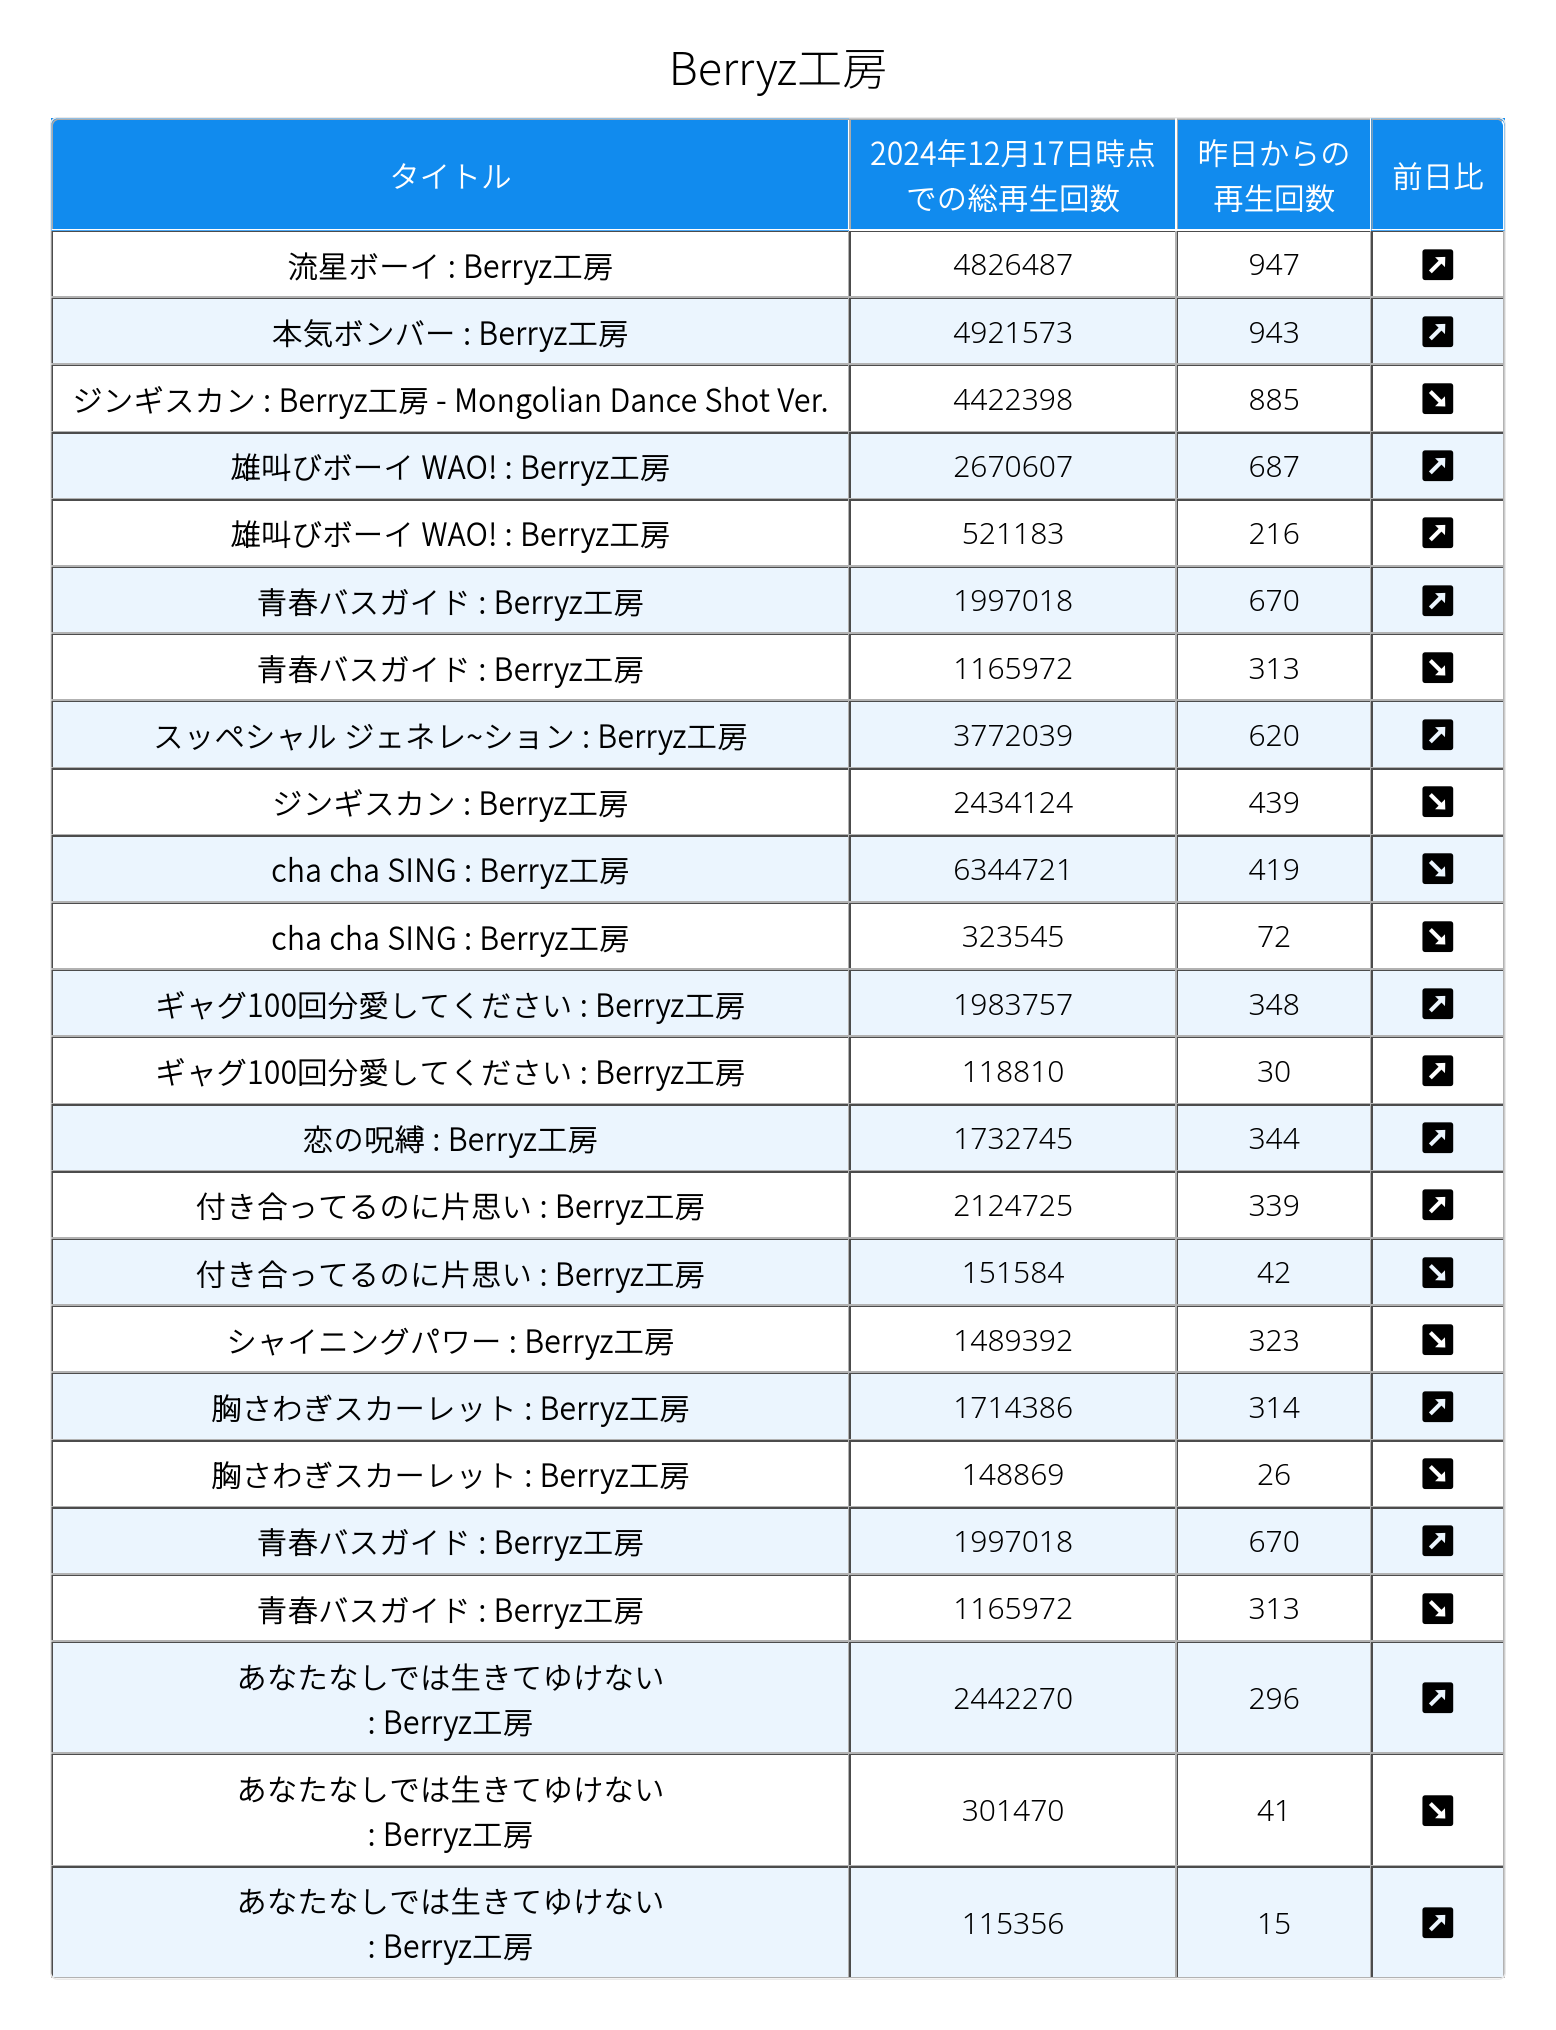 Berryz工房
タイトル 2024年12月17日時点での総再生回数 昨日からの再生回数 前日比
流星ボーイ : Berryz工房 4826487 947 ↗
本気ボンバー : Berryz工房 4921573 943 ↗
ジンギスカン : Berryz工房 - Mongolian Dance Shot Ver. 4422398 885 ↘
雄叫びボーイ WAO! : Berryz工房 2670607 687 ↗
雄叫びボーイ WAO! : Berryz工房 521183 216 ↗
青春バスガイド : Berryz工房 1997018 670 ↗
青春バスガイド : Berryz工房 1165972 313 ↘
スッペシャル ジェネレ~ション : Berryz工房 3772039 620 ↗
ジンギスカン : Berryz工房 2434124 439 ↘
cha cha SING : Berryz工房 6344721 419 ↘
cha cha SING : Berryz工房 323545 72 ↘
ギャグ100回分愛してください : Berryz工房 1983757 348 ↗
ギャグ100回分愛してください : Berryz工房 118810 30 ↗
恋の呪縛 : Berryz工房 1732745 344 ↗
付き合ってるのに片思い : Berryz工房 2124725 339 ↗
付き合ってるのに片思い : Berryz工房 151584 42 ↘
シャイニングパワー : Berryz工房 1489392 323 ↘
胸さわぎスカーレット : Berryz工房 1714386 314 ↗
胸さわぎスカーレット : Berryz工房 148869 26 ↘
青春バスガイド : Berryz工房 1997018 670 ↗
青春バスガイド : Berryz工房 1165972 313 ↘
あなたなしでは生きてゆけない : Berryz工房 2442270 296 ↗
あなたなしでは生きてゆけない : Berryz工房 301470 41 ↘
あなたなしでは生きてゆけない : Berryz工房 115356 15 ↗